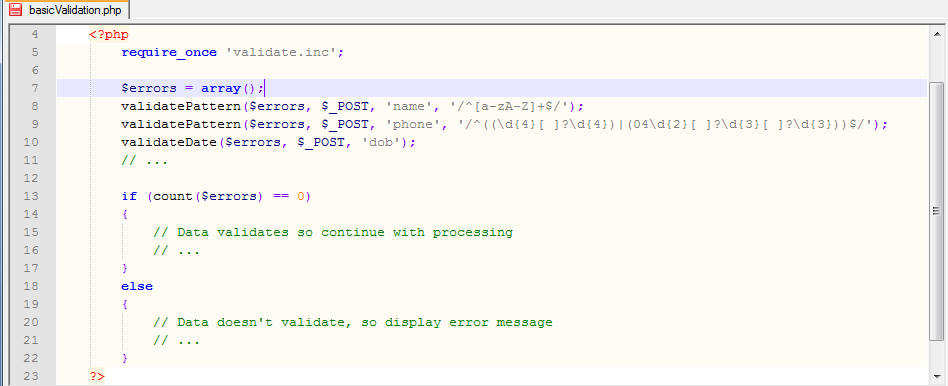 basicValidation.php
4 <?php
5 require_once 'validate.inc';
6
7 $errors = array();
8 validatePattern($errors, $_POST, 'name', '/^[a-zA-Z]+$/');
9 validatePattern($errors, $_POST, 'phone', '/^((\d{4}[ ]?\d{4})|(04\d{2}[ ]?\d{3}[ ]?\d{3}))$/');
10 validateDate($errors, $_POST, 'dob');
11 // ...
12
13 if (count($errors) == 0)
14 {
15 // Data validates so continue with processing
16 // ...
17 }
18 else
19 {
20 // Data doesn't validate, so display error message
21 // ...
22 }
23 ?>